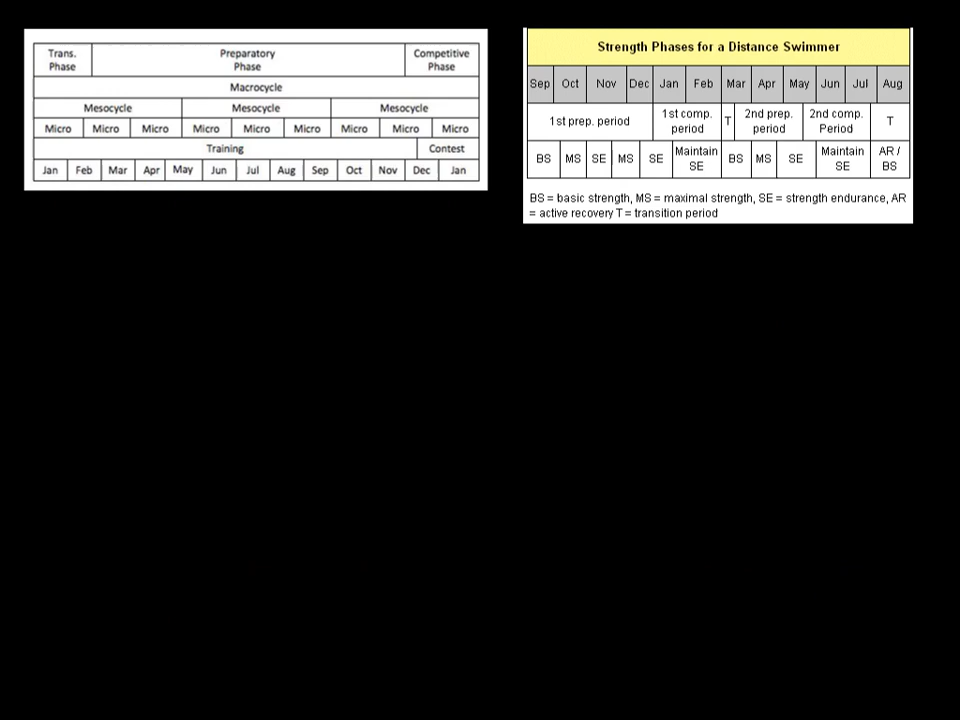 Trans. Phase Preparatory Phase Competitive Phase
Macrocycle
Mesocycle Mesocycle Mesocycle
Micro Micro Micro Micro Micro Micro Micro Micro Micro
Training Contest
Jan Feb Mar Apr May Jun Jul Aug Sep Oct Nov Dec Jan
Strength Phases for a Distance Swimmer
Sep Oct Nov Dec Jan Feb Mar Apr May Jun Jul Aug
1st prep. period 1st comp. period T 2nd prep. period 2nd comp. Period T
BS MS SE MS SE Maintain SE BS MS SE Maintain SE AR / BS
BS = basic strength, MS = maximal strength, SE = strength endurance, AR
= active recovery T = transition period